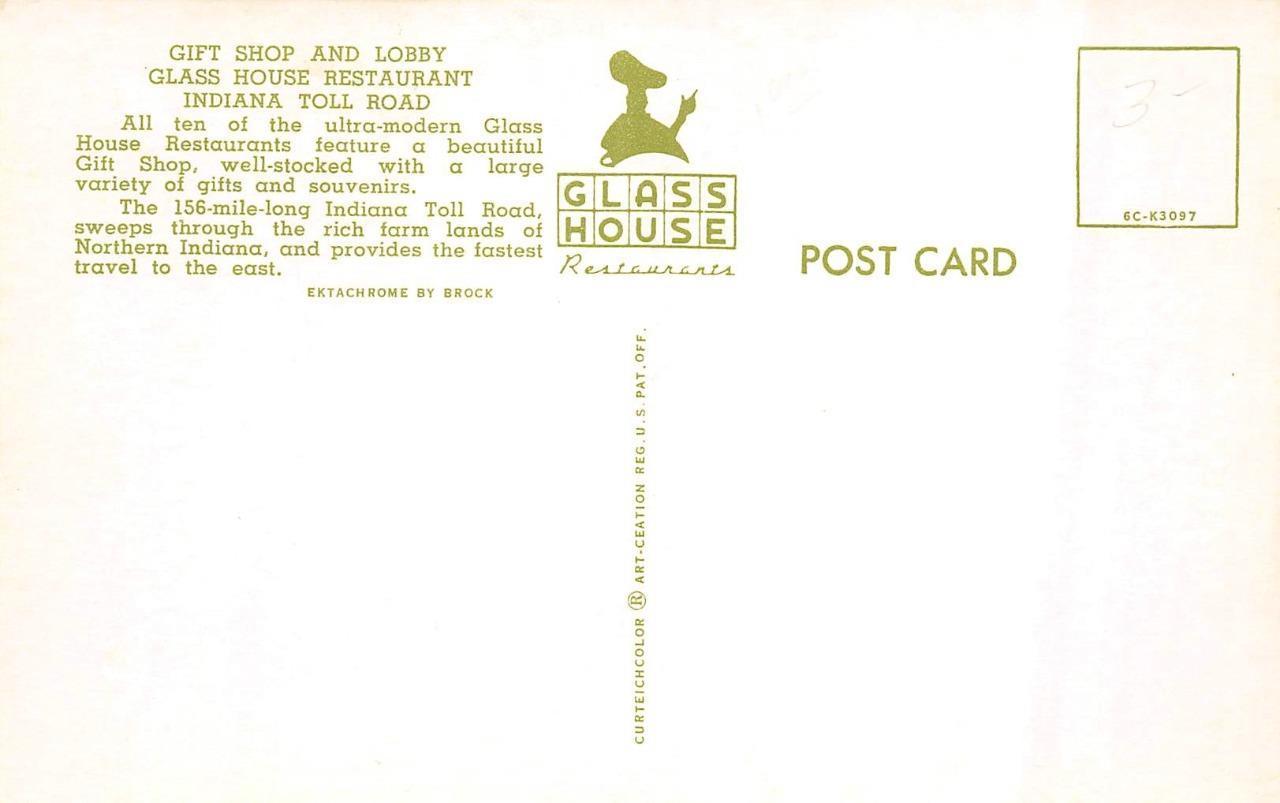 GIFT SHOP AND LOBBY
GLASS HOUSE RESTAURANT
INDIANA TOLL ROAD
All ten of the ultra-modern Glass
House Restaurants feature a beautiful
Gift Shop, well-stocked with a large
variety of gifts and souvenirs.
The 156-mile-long Indiana Toll Road,
sweeps through the rich farm lands of
Northern Indiana, and provides the fastest
travel to the east.
EKTACHROME BY BROCK
GLASS
HOUSE
Restaurants
POST CARD
3-
6C-K3097
CURTEICHCOLOR ® ART-CEATION REG. U.S. PAT. OFF.